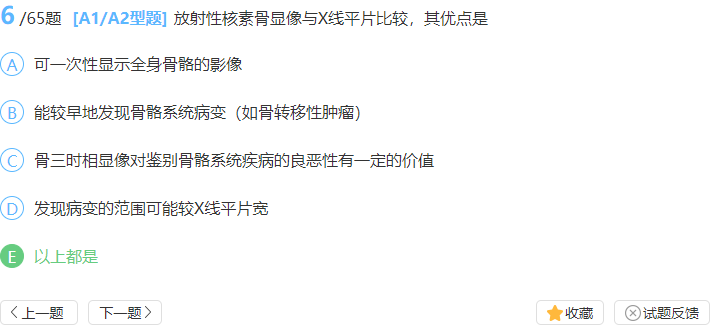 6 /65题 [A1/A2型题] 放射性核素骨显像与X线平片比较，其优点是
A 可一次性显示全身骨骼的影像
B 能较早地发现骨骼系统病变（如骨转移性肿瘤）
C 骨三时相显像对鉴别骨骼系统疾病的良恶性有一定的价值
D 发现病变的范围可能较X线平片宽
E 以上都是
上一题 下一题 收藏 试题反馈